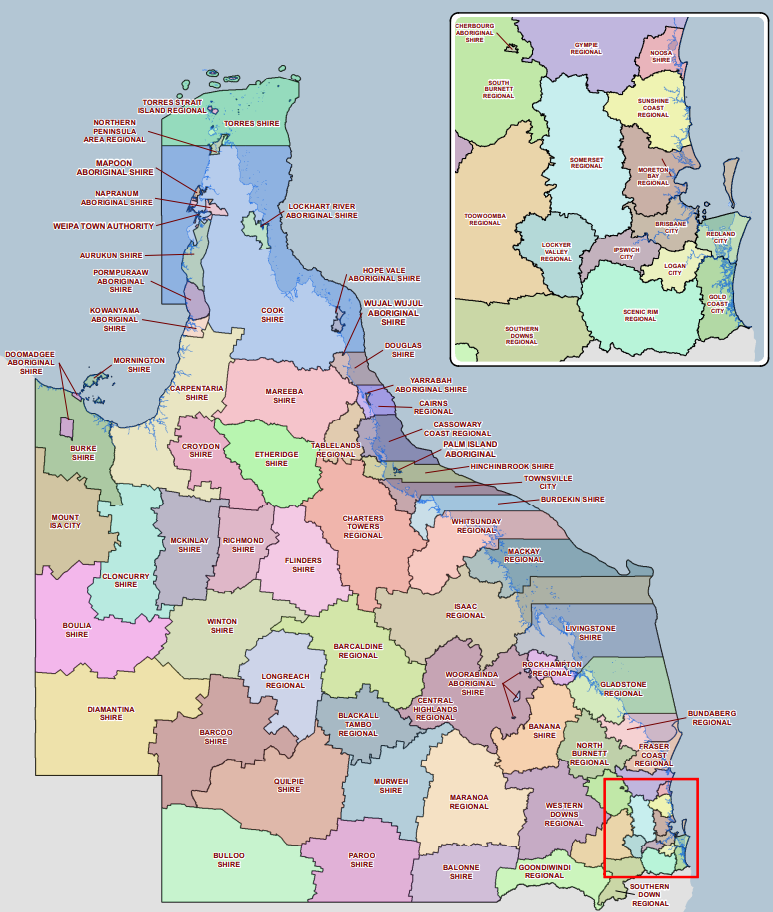 CHERBOURG
ABORIGINAL
SHIRE
GYMPIE
REGIONAL
NOOSA
SHIRE
SOUTH
BURNETT
REGIONAL
SUNSHINE
COAST
REGIONAL
SOMERSET
REGIONAL
MORETON
BAY
REGIONAL
TOOWOOMBA
REGIONAL
BRISBANE
CITY
REDLAND
CITY
LOCKYER
VALLEY
REGIONAL
IPSWICH
CITY
LOGAN
CITY
GOLD
COAST
CITY
SCENIC RIM
REGIONAL
SOUTHERN
DOWNS
REGIONAL
TORRES STRAIT
ISLAND REGIONAL
TORRES SHIRE
NORTHERN
PENINSULA
AREA REGIONAL
MAPOON
ABORIGINAL SHIRE
NAPRANUM
ABORIGINAL SHIRE
WEIPA TOWN AUTHORITY
LOCKHART RIVER
ABORIGINAL SHIRE
AURUKUN SHIRE
PORMPURAAW
ABORIGINAL
SHIRE
HOPE VALE
ABORIGINAL SHIRE
KOWANYAMA
ABORIGINAL
SHIRE
COOK
SHIRE
WUJAL WUJUL
ABORIGINAL
SHIRE
DOOMADGEE
ABORIGINAL
SHIRE
MORNINGTON
SHIRE
DOUGLAS
SHIRE
CARPENTARIA
SHIRE
MAREEBA
SHIRE
YARRABAH
ABORIGINAL SHIRE
CAIRNS
REGIONAL
CASSOWARY
COAST REGIONAL
BURKE
SHIRE
CROYDON
SHIRE
ETHERIDGE
SHIRE
TABLELANDS
REGIONAL
PALM ISLAND
ABORIGINAL
HINCHINBROOK SHIRE
TOWNSVILLE
CITY
BURDEKIN SHIRE
MOUNT
ISA CITY
MCKINLAY
SHIRE
RICHMOND
SHIRE
FLINDERS
SHIRE
CHARTERS
TOWERS
REGIONAL
WHITSUNDAY
REGIONAL
MACKAY
REGIONAL
CLONCURRY
SHIRE
BOULIA
SHIRE
WINTON
SHIRE
ISAAC
REGIONAL
LIVINGSTONE
SHIRE
BARCALDINE
REGIONAL
LONGREACH
REGIONAL
WOORABINDA
ABORIGINAL
SHIRE
ROCKHAMPTON
REGIONAL
GLADSTONE
REGIONAL
DIAMANTINA
SHIRE
BARCOO
SHIRE
BLACKALL
TAMBO
REGIONAL
CENTRAL
HIGHLANDS
REGIONAL
BANANA
SHIRE
BUNDABERG
REGIONAL
NORTH
BURNETT
REGIONAL
FRASER
COAST
REGIONAL
QUILPIE
SHIRE
MURWEH
SHIRE
MARANOA
REGIONAL
WESTERN
DOWNS
REGIONAL
BULLOO
SHIRE
PAROO
SHIRE
BALONNE
SHIRE
GOONDIWINDI
REGIONAL
SOUTHERN
DOWN
REGIONAL